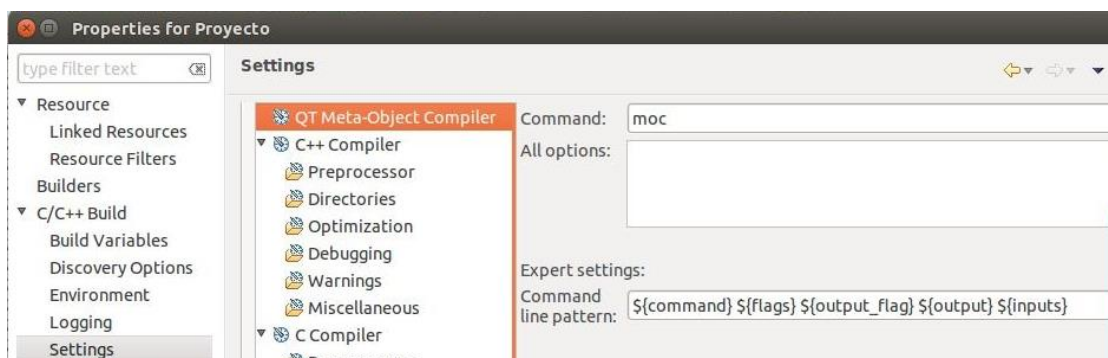 Properties for Proyecto
type filter text
Settings
Resource
Linked Resources
Resource Filters
Builders
C/C++ Build
Build Variables
Discovery Options
Environment
Logging
Settings
QT Meta-Object Compiler
C++ Compiler
Preprocessor
Directories
Optimization
Debugging
Warnings
Miscellaneous
C Compiler
Command: moc
All options:
Expert settings:
Command
line pattern: ${command} ${flags} ${output_flag} ${output} ${inputs}